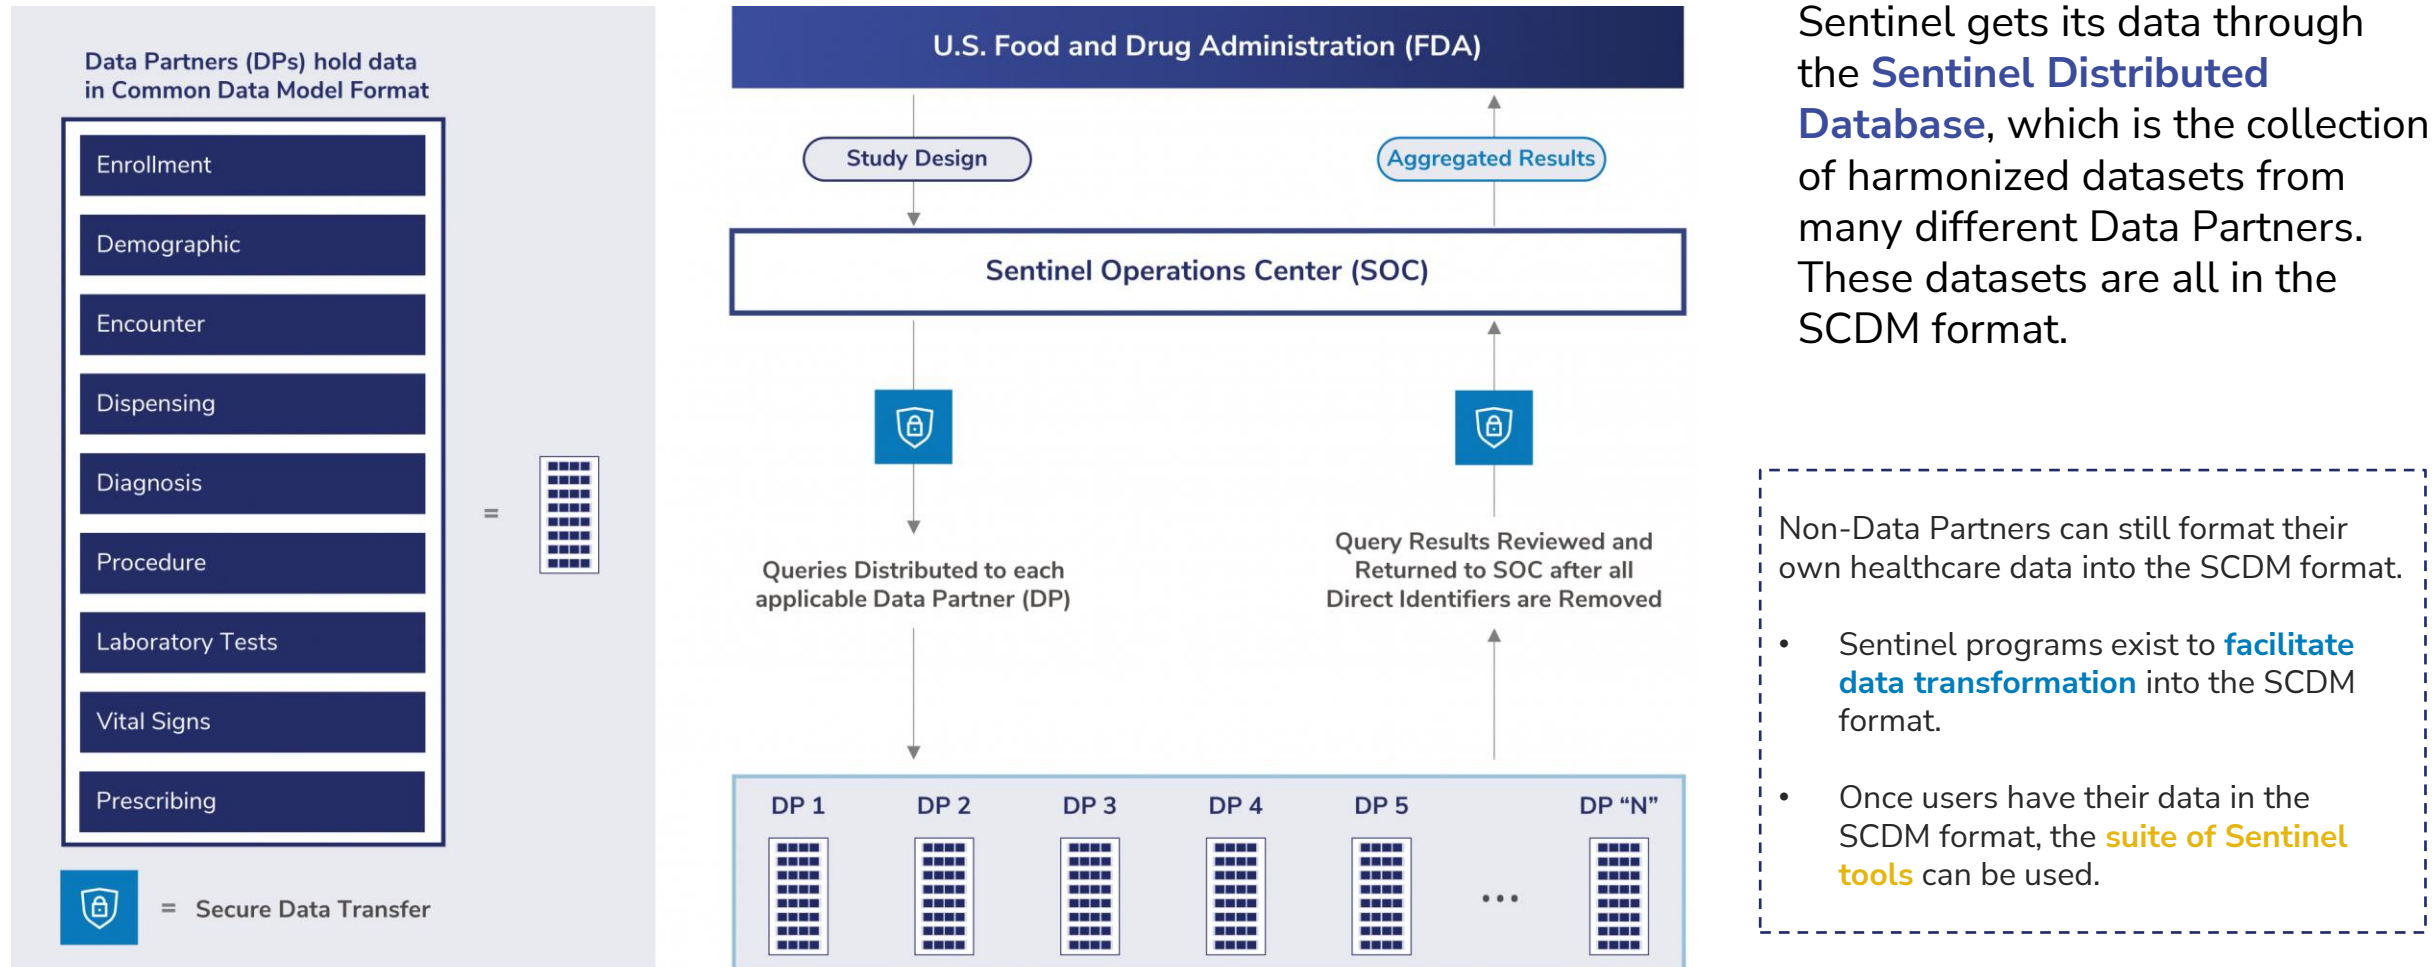 Data Partners (DPs) hold data
in Common Data Model Format
Enrollment
Demographic
Encounter
Dispensing
Diagnosis
Procedure
Laboratory Tests
Vital Signs
Prescribing
=
= Secure Data Transfer
U.S. Food and Drug Administration (FDA)
Study Design
Aggregated Results
Sentinel Operations Center (SOC)
Queries Distributed to each
applicable Data Partner (DP)
Query Results Reviewed and
Returned to SOC after all
Direct Identifiers are Removed
DP 1 DP 2 DP 3 DP 4 DP 5 DP “N”
...
Sentinel gets its data through
the Sentinel Distributed
Database, which is the collection
of harmonized datasets from
many different Data Partners.
These datasets are all in the
SCDM format.
Non-Data Partners can still format their
own healthcare data into the SCDM format.
• Sentinel programs exist to facilitate
data transformation into the SCDM
format.
• Once users have their data in the
SCDM format, the suite of Sentinel
tools can be used.